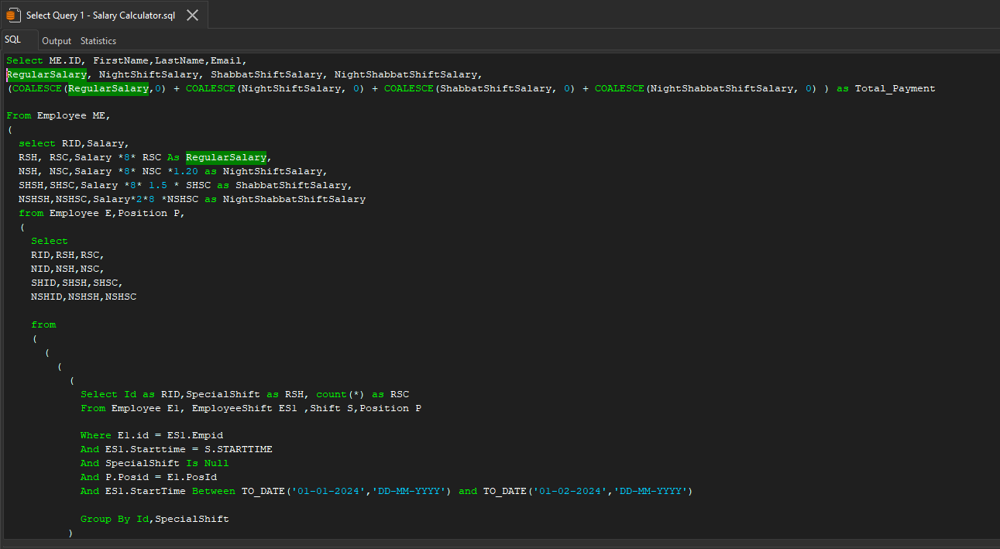 Select Query 1 - Salary Calculator.sql
SQL Output Statistics
Select ME.ID, FirstName,LastName,Email,
RegularSalary, NightShiftSalary, ShabbatShiftSalary, NightShabbatShiftSalary,
(COALESCE(RegularSalary,0) + COALESCE(NightShiftSalary, 0) + COALESCE(ShabbatShiftSalary, 0) + COALESCE(NightShabbatShiftSalary, 0) ) as Total_Payment
From Employee ME,
(
select RID,Salary,
RSH, RSC,Salary *8* RSC As RegularSalary,
NSH, NSC,Salary *8* NSC *1.20 as NightShiftSalary,
SHSH,SHSC,Salary *8* 1.5 * SHSC as ShabbatShiftSalary,
NSHSH,NSHSC,Salary*2*8 *NSHSC as NightShabbatShiftSalary
from Employee E,Position P,
(
Select
RID,RSH,RSC,
NID,NSH,NSC,
SHID,SHSH,SHSC,
NSHID,NSHSH,NSHSC
from
(
(
(
(
Select Id as RID,SpecialShift as RSH, count(*) as RSC
From Employee E1, EmployeeShift ES1 ,Shift S,Position P
Where E1.id = ES1.Empid
And ES1.Starttime = S.STARTTIME
And SpecialShift Is Null
And P.Posid = E1.PosId
And ES1.StartTime Between TO_DATE('01-01-2024','DD-MM-YYYY') and TO_DATE('01-02-2024','DD-MM-YYYY')
Group By Id,SpecialShift
)